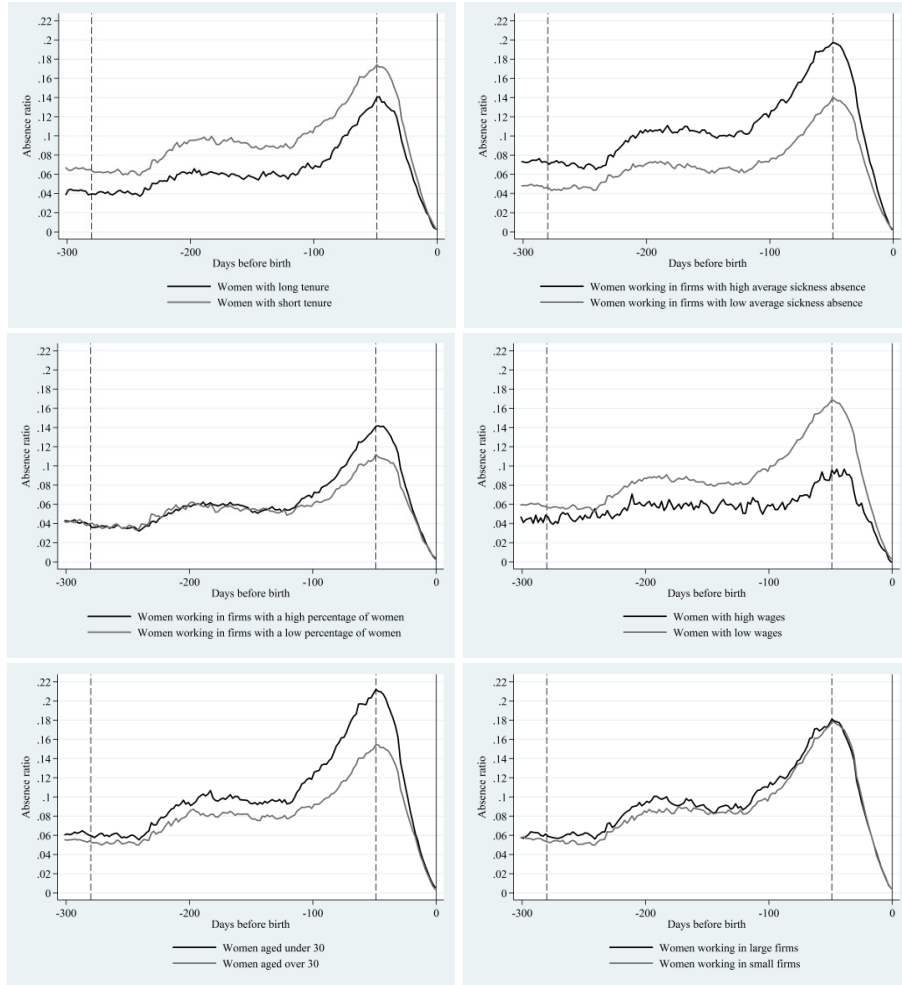 .22
.2
.18
.16
.14
.12
.1
.08
.06
.04
.02
0
Absence ratio
-300 -200 -100 0
Days before birth
Women with long tenure
Women with short tenure
.22
.2
.18
.16
.14
.12
.1
.08
.06
.04
.02
0
Absence ratio
-300 -200 -100 0
Days before birth
Women working in firms with high average sickness absence
Women working in firms with low average sickness absence
.22
.2
.18
.16
.14
.12
.1
.08
.06
.04
.02
0
Absence ratio
-300 -200 -100 0
Days before birth
Women working in firms with a high percentage of women
Women working in firms with a low percentage of women
.22
.2
.18
.16
.14
.12
.1
.08
.06
.04
.02
0
Absence ratio
-300 -200 -100 0
Days before birth
Women with high wages
Women with low wages
.22
.2
.18
.16
.14
.12
.1
.08
.06
.04
.02
0
Absence ratio
-300 -200 -100 0
Days before birth
Women aged under 30
Women aged over 30
.22
.2
.18
.16
.14
.12
.1
.08
.06
.04
.02
0
Absence ratio
-300 -200 -100 0
Days before birth
Women working in large firms
Women working in small firms